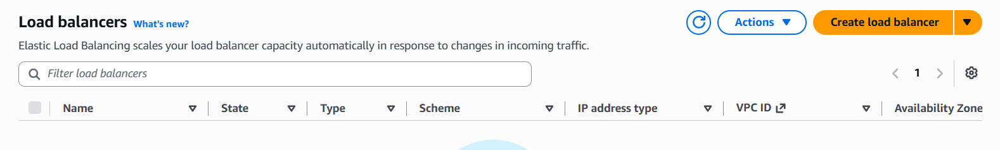 Load balancers What's new?
Actions
Create load balancer
Elastic Load Balancing scales your load balancer capacity automatically in response to changes in incoming traffic.
Filter load balancers
1
Name State Type Scheme IP address type VPC ID Availability Zone